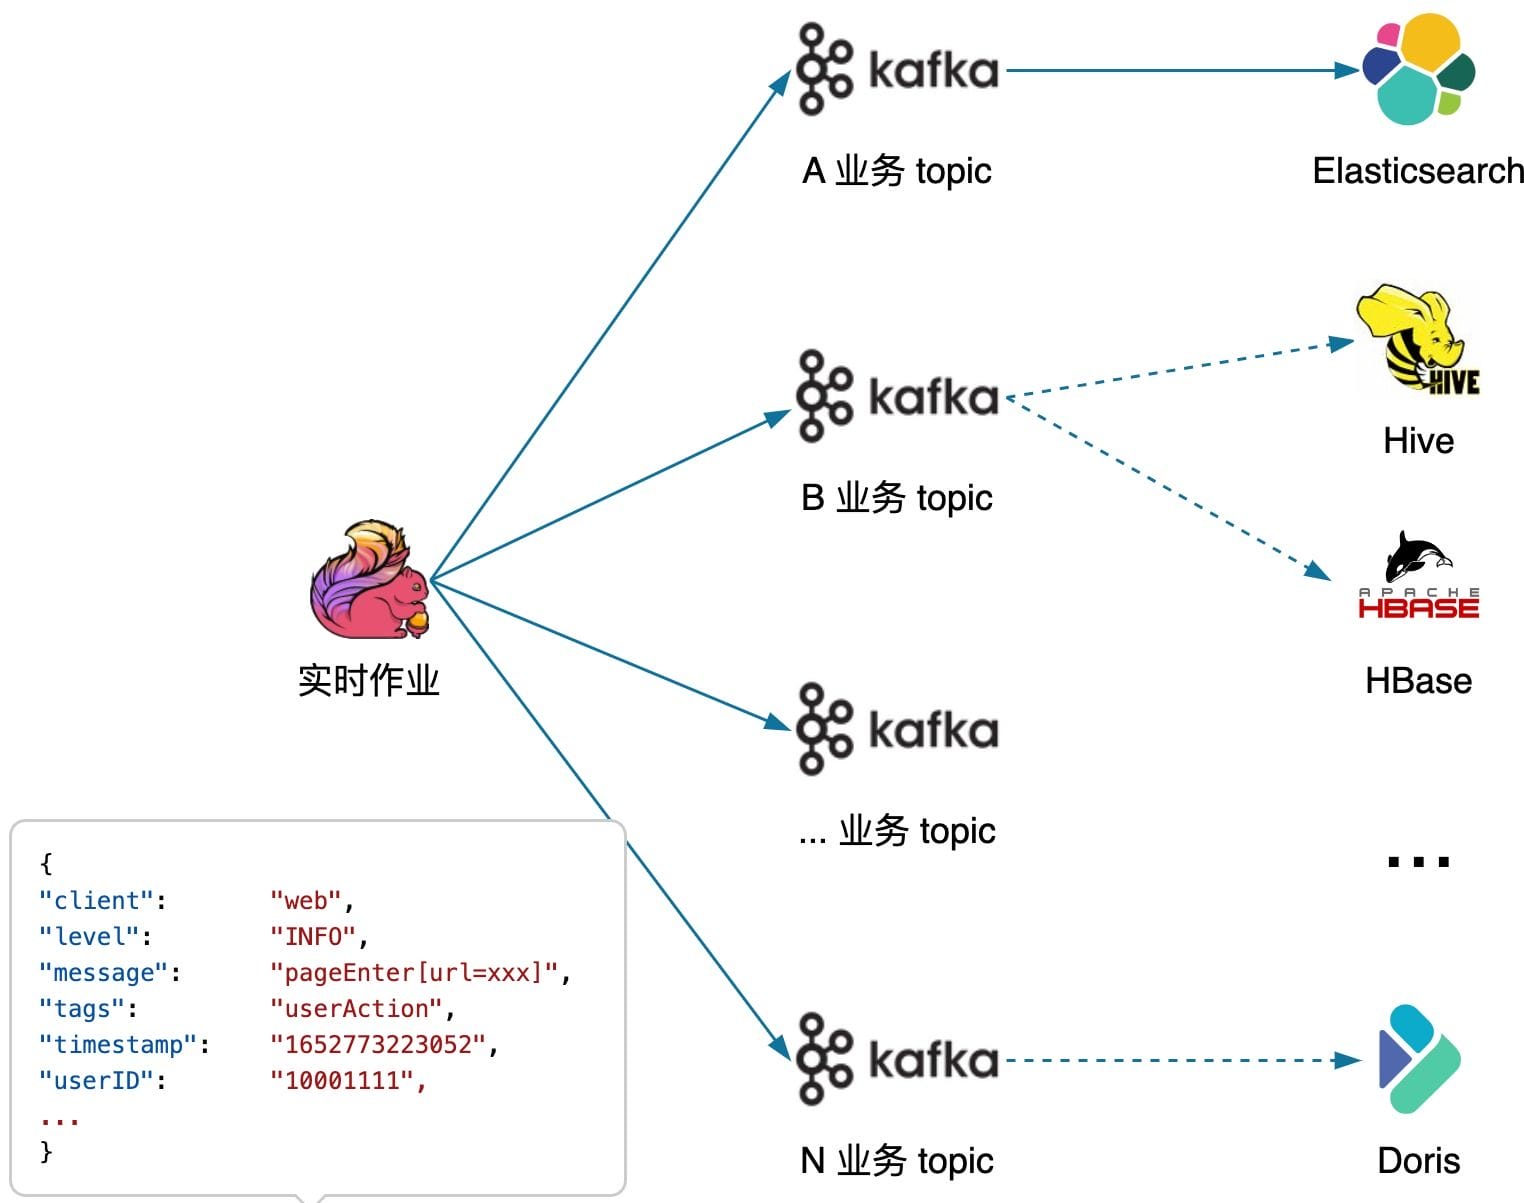 kafka
A 业务 topic
Elasticsearch
HIVE
Hive
kafka
B 业务 topic
APACHE
HBASE
HBase
实时作业
kafka
... 业务 topic
...
{
"client": "web",
"level": "INFO",
"message": "pageEnter[url=xxx]",
"tags": "userAction",
"timestamp": "1652773223052",
"userID": "10001111",
...
}
kafka
N 业务 topic
Doris